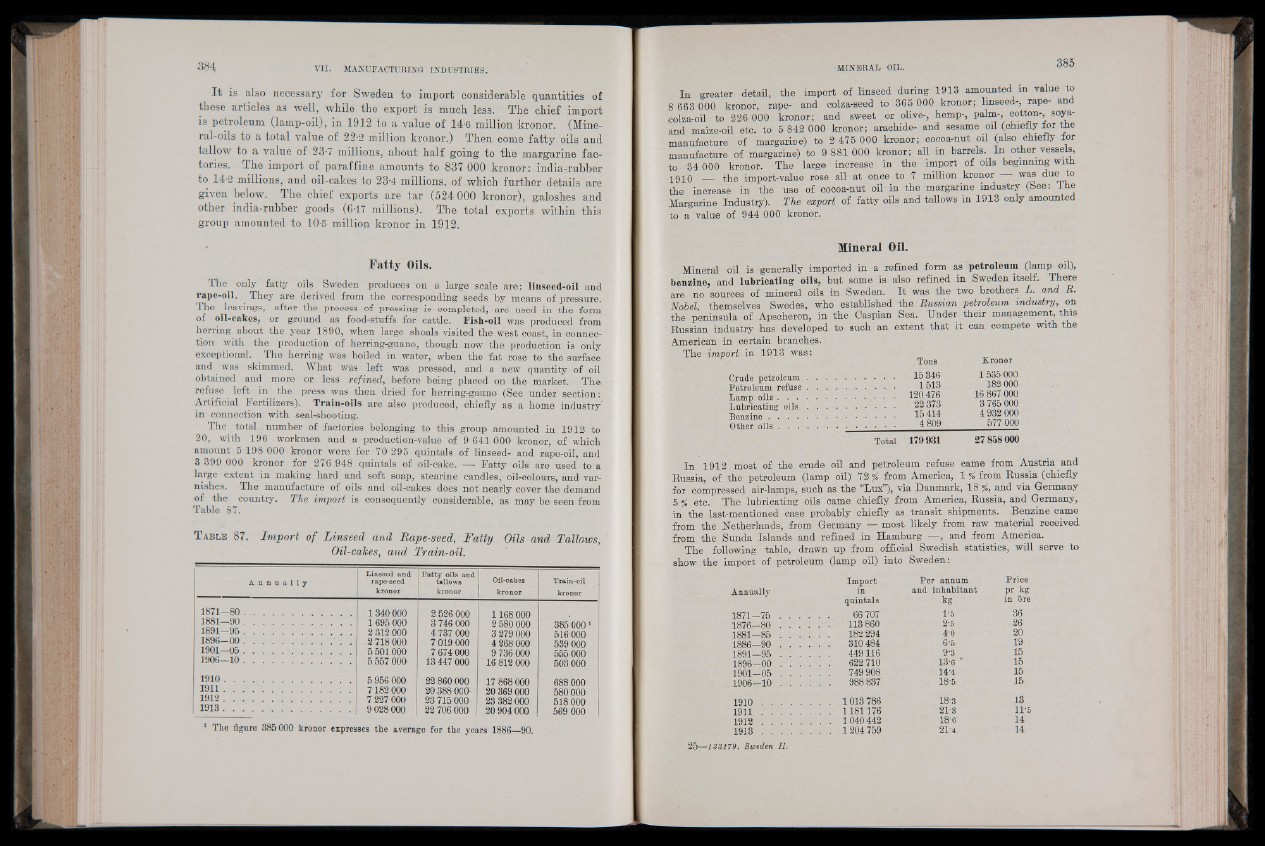 384 VII. MANUFACTURING INDUSTRIES.
It is also necessary for Sweden to import considerable quantities of
these articles as well, while the export is much less. The chief import
is petroleum (lamp-oil), in 1912 to a value of 14·6 million kronor. (Mine-
ral-oils to a total value of 22·2 million kronor.) Then come fatty oils and
tallow to a value of 23·7 millions, about half going to the margarine fac-
tories. The import of paraffine amounts to 837 000 kronor: india-rubber
to 14·2 millions, and oil-cakes to 23·4 millions, of which further details are
given below. The chief exports are tar (524 000 kronor), galoshes and
other india-rubber goods (6·17 millions). The total exports within this
group amounted to 10·5 million kronor in 1912.
Fatty Oils.
The only fatty oils Sweden produces on a large scale are: linseed-oil and
rape-oil. They are derived from the corresponding seeds by means of pressure.
The leavings, after the process of pressing is completed, are used in the form
of oil-cakes, or ground as food-stuffs for cattle. Fish-oil was produced from
herring about the year 1890, when large shoals visited the west coast, in connec-
tion with the production of herring-guano, though now the production is only
exceptional. The herring was boiled in water, when the fat rose to the surface
and was skimmed. What was left was pressed, and a new quantity of oil
obtained and more or less refined, before being placed on the market. The
refuse left in the press was then dried for herring-gauno (See under section:
Artificial Fertilizers). Train-oils are also produced, chiefly as a home industry
in connection with seal-shooting.
The total number of factories belonging to this group amounted in 1912 to
20, with 196 workmen and a production-value of 9 641 000 kronor, of which
amount 5 198 000 kronor were for 70 295 quintals of linseed- and rape-oil, and
3 399 000 kronor for 276 948 quintals of oil-cake. — Fatty oils are used to a
large extent in making hard and soft soap, stearine candles, oil-colours, and var-
nishes. The manufacture of oils and oil-cakes does not nearly cover the demand
of the country. The import is consequently considerable, as may be seen from
Table 87.
TABLE 87. Import of Linseed and Rape-seed, Fatty Oils and Tallows,
Oil-cakes, and Train-oil.
Annually Linseed and rape-seed kronor Fatty oils and tallows kronor Oil-cakes kronor Train-oil kronor
1871—80 . . . 1 340 000 2 526 000 1 168 000
1881—90 . . . 1 695 000 3 746 000 2 580 000 385 000 ¹
1891—95 . . . 2 312 000 4 737 000 3 279 000 516 000
1896—00 . . . 2 718 000 7 019 000 4 268 000 539 000
1901—05 . . . 5 501 000 7 674 000 9 736 000 555 000
1906—10 . . . 5 557 000 13 447 000 16 812 000 503 000
1910 . . . 5 956 000 22 860 000 17 868 000 688 000
1911 . . . 7 182 000 20 388 000 20 369 000 580 000
1912 . . . 7 227 000 23 715 000 23 382 000 518 000
1913 . . . 9 028 000 22 706 000 20 904 000 569 000
¹ The figure 385 000 kronor expresses the average for the years 1886—90.
MINERAL OIL. 385
In greater detail, the import of linseed during 1913 amounted in value to
8 663 000 kronor, rape- and colza-seed to 365 000 kronor; linseed-, rape- and
colza-oil to 226 000 kronor; and sweet or olive-, hemp-, palm-, cotton-, soya-
and maize-oil etc. to 5 842 000 kronor; arachide- and sesame oil (chiefly for the
manufacture of margarine) to 2 475 000 kronor; cocoa-nut oil (also chiefly for
manufacture of margarine) to 9 881 000 kronor; all in barrels. In other vessels,
to 34 000 kronor. The large increase in the import of oils beginning with
1910 — the import-value rose all at once to 7 million kronor — was due to
the increase in the use of cocoa-nut oil in the margarine industry (See: The
Margarine Industry). The export of fatty oils and tallows in 1913 only amounted
to a value of 944 000 kronor.
Mineral Oil.
Mineral oil is generally imported in a refined form as petroleum (lamp oil),
benzine, and lubricating oils, but some is also refined in Sweden itself. There
are no sources of mineral oils in Sweden. It was the two brothers L. and R.
Nobel, themselves Swedes, who established the Russian petroleum industry, on
the peninsula of Apscheron, in the Caspian Sea. Under their management, this
Russian industry has developed to such an extent that it can compete with the
American in certain branches.
The import in 1913 was:
Tons Kronor
Crude petroleum . . . 15 346 1 535 000
Petroleum refuse . . . 1 513 182 000
Lamp oils . . . 120 476 16 867 000
Lubricating oils . . . 22 373 3 765 000
Benzine . . . 15 414 4 932 000
Other oils . . . 4 809 577 000
Total 179 931 27 858 000
In 1912 most of the crude oil and petroleum refuse came from Austria and
Russia, of the petroleum (lamp oil) 72 % from America, 1 % from Russia (chiefly
for compressed air-lamps, such as the "Lux"), via Danmark, 18 %, and via Germany
5 % etc. The lubricating oils came chiefly from America, Russia, and Germany,
in the last-mentioned case probably chiefly as transit shipments. Benzine came
from the Netherlands, from Germany — most likely from raw material received
from the Sunda Islands and refined in Hamburg —, and from America.
The following table, drawn up from official Swedish statistics, will serve to
show the import of petroleum (lamp oil) into Sweden:
Annually Import in quintals Per annum and inhabitant kg Price pr kg in öre
1871—75 . . . 66 707 1·5 36
1876—80 . . . 113 860 2·5 26
1881—85 . . . 182 294 4·0 20
1886—90 . . . 310 484 6·5 19
1891—95 . . . 449 116 9·3 15
1896—00 . . . 622 710 13·6 15
1901—05 . . . 749 908 14·4 15
1906—10 . . . 988 837 18·5 15
1910 . . . 1 013 786 18·3 13
1911 . . . 1 181 176 21·3 11·5
1912 . . . 1 040 442 18·6 14
1913 . . . 1 204 759 21·4 14
25—133179. Sweden II.